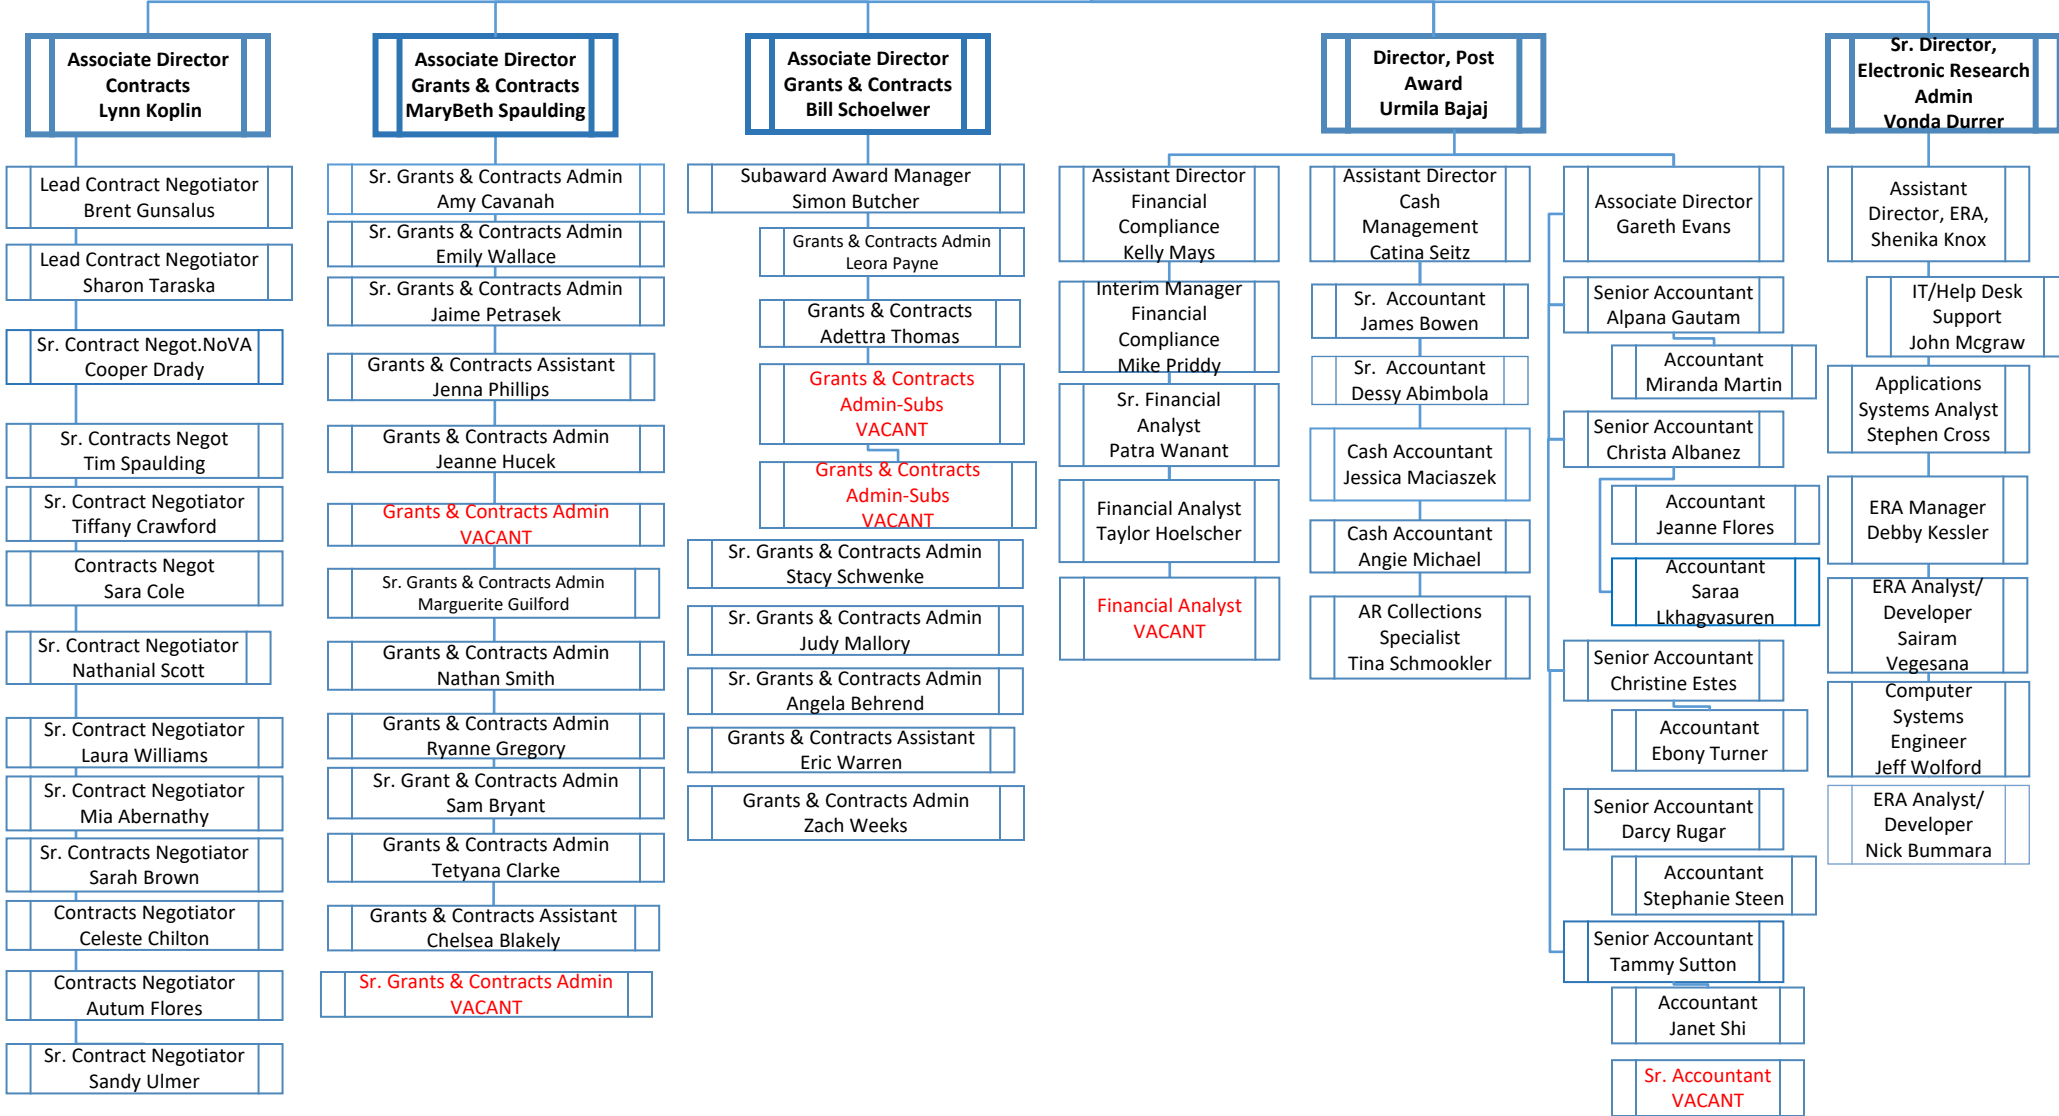 Associate Director
Contracts
Lynn Koplin
Lead Contract Negotiator
Brent Gunsalus
Lead Contract Negotiator
Sharon Taraska
Sr. Contract Negot.NoVA
Cooper Drady
Sr. Contracts Negot
Tim Spaulding
Sr. Contract Negotiator
Tiffany Crawford
Contracts Negot
Sara Cole
Sr. Contract Negotiator
Nathanial Scott
Sr. Contract Negotiator
Laura Williams
Sr. Contract Negotiator
Mia Abernathy
Sr. Contracts Negotiator
Sarah Brown
Contracts Negotiator
Celeste Chilton
Contracts Negotiator
Autum Flores
Sr. Contract Negotiator
Sandy Ulmer
Associate Director
Grants & Contracts
MaryBeth Spaulding
Sr. Grants & Contracts Admin
Amy Cavanah
Sr. Grants & Contracts Admin
Emily Wallace
Sr. Grants & Contracts Admin
Jaime Petrasek
Grants & Contracts Assistant
Jenna Phillips
Grants & Contracts Admin
Jeanne Hucek
Grants & Contracts Admin
VACANT
Sr. Grants & Contracts Admin
Marguerite Guilford
Grants & Contracts Admin
Nathan Smith
Grants & Contracts Admin
Ryanne Gregory
Sr. Grant & Contracts Admin
Sam Bryant
Grants & Contracts Admin
Tetyana Clarke
Grants & Contracts Assistant
Chelsea Blakely
Sr. Grants & Contracts Admin
VACANT
Associate Director
Grants & Contracts
Bill Schoelwer
Subaward Award Manager
Simon Butcher
Grants & Contracts Admin
Leora Payne
Grants & Contracts
Adettra Thomas
Grants & Contracts
Admin-Subs
VACANT
Grants & Contracts
Admin-Subs
VACANT
Sr. Grants & Contracts Admin
Stacy Schwenke
Sr. Grants & Contracts Admin
Judy Mallory
Sr. Grants & Contracts Admin
Angela Behrend
Grants & Contracts Assistant
Eric Warren
Grants & Contracts Admin
Zach Weeks
Director, Post
Award
Urmila Bajaj
Assistant Director
Financial
Compliance
Kelly Mays
Interim Manager
Financial
Compliance
Mike Priddy
Sr. Financial
Analyst
Patra Wanant
Financial Analyst
Taylor Hoelscher
Financial Analyst
VACANT
Assistant Director
Cash
Management
Catina Seitz
Sr. Accountant
James Bowen
Sr. Accountant
Dessy Abimbola
Cash Accountant
Jessica Maciaszek
Cash Accountant
Angie Michael
AR Collections
Specialist
Tina Schmookler
Associate Director
Gareth Evans
Senior Accountant
Alpana Gautam
Accountant
Miranda Martin
Senior Accountant
Christa Albanez
Accountant
Jeanne Flores
Accountant
Saraa
Lkhagvasuren
Senior Accountant
Christine Estes
Accountant
Ebony Turner
Senior Accountant
Darcy Rugar
Accountant
Stephanie Steen
Senior Accountant
Tammy Sutton
Accountant
Janet Shi
Sr. Accountant
VACANT
Sr. Director,
Electronic Research
Admin
Vonda Durrer
Assistant
Director, ERA,
Shenika Knox
IT/Help Desk
Support
John Mcgraw
Applications
Systems Analyst
Stephen Cross
ERA Manager
Debby Kessler
ERA Analyst/
Developer
Sairam
Vegesana
Computer
Systems
Engineer
Jeff Wolford
ERA Analyst/
Developer
Nick Bummara